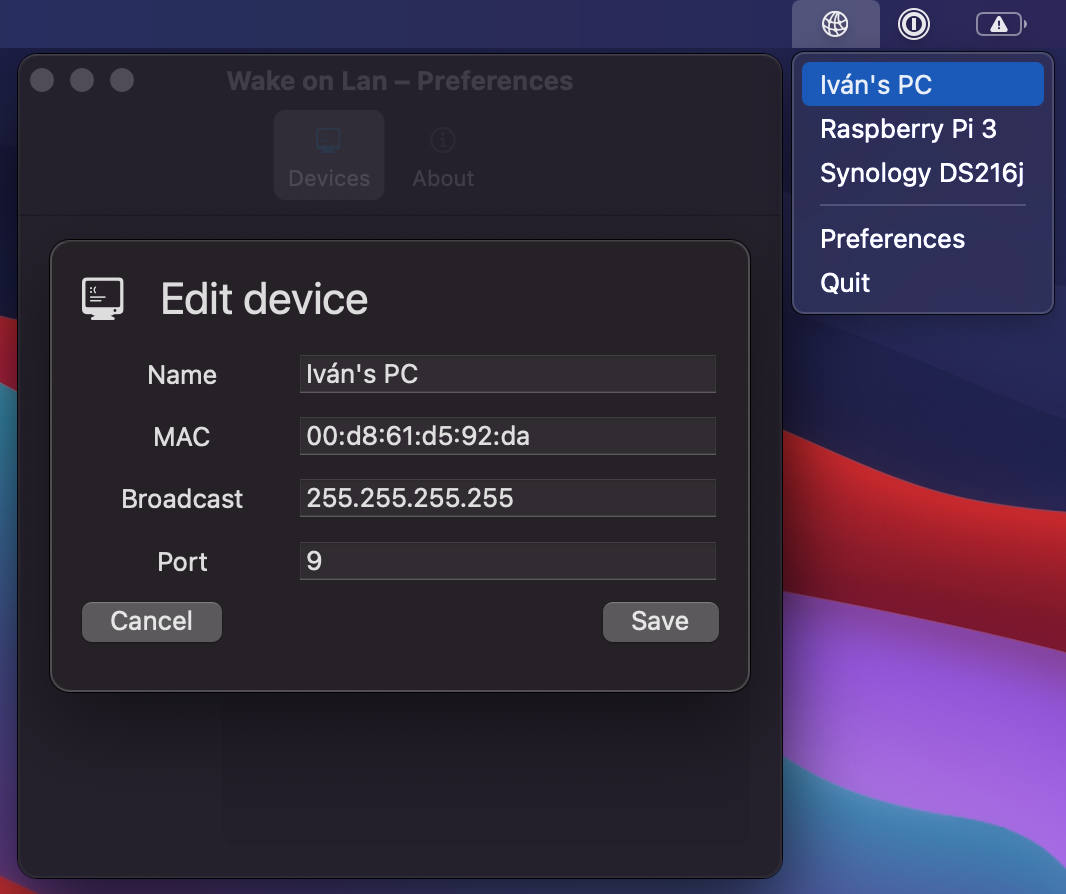 Wake on Lan – Preferences
Devices
About
Edit device
Name
Iván's PC
MAC
00:d8:61:d5:92:da
Broadcast
255.255.255.255
Port
9
Cancel
Save
Iván's PC
Raspberry Pi 3
Synology DS216j
Preferences
Quit